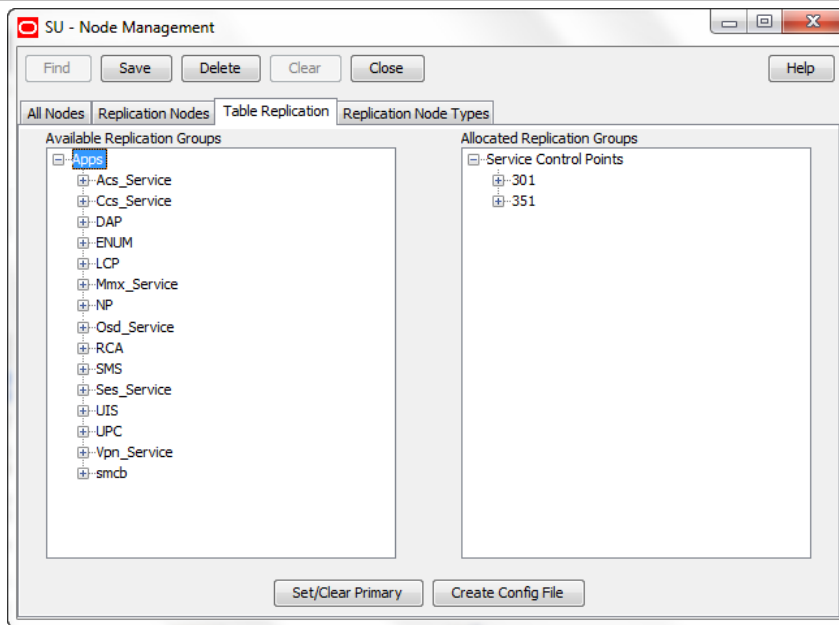 SU - Node Management
Find Save Delete Clear Close Help
All Nodes Replication Nodes Table Replication Replication Node Types
Available Replication Groups
Apps
Acs_Service
Ccs_Service
DAP
ENUM
LCP
Mmx_Service
NP
Osd_Service
RCA
SMS
Ses_Service
UIS
UPC
Vpn_Service
smcb
Allocated Replication Groups
Service Control Points
301
351
Set/Clear Primary Create Config File